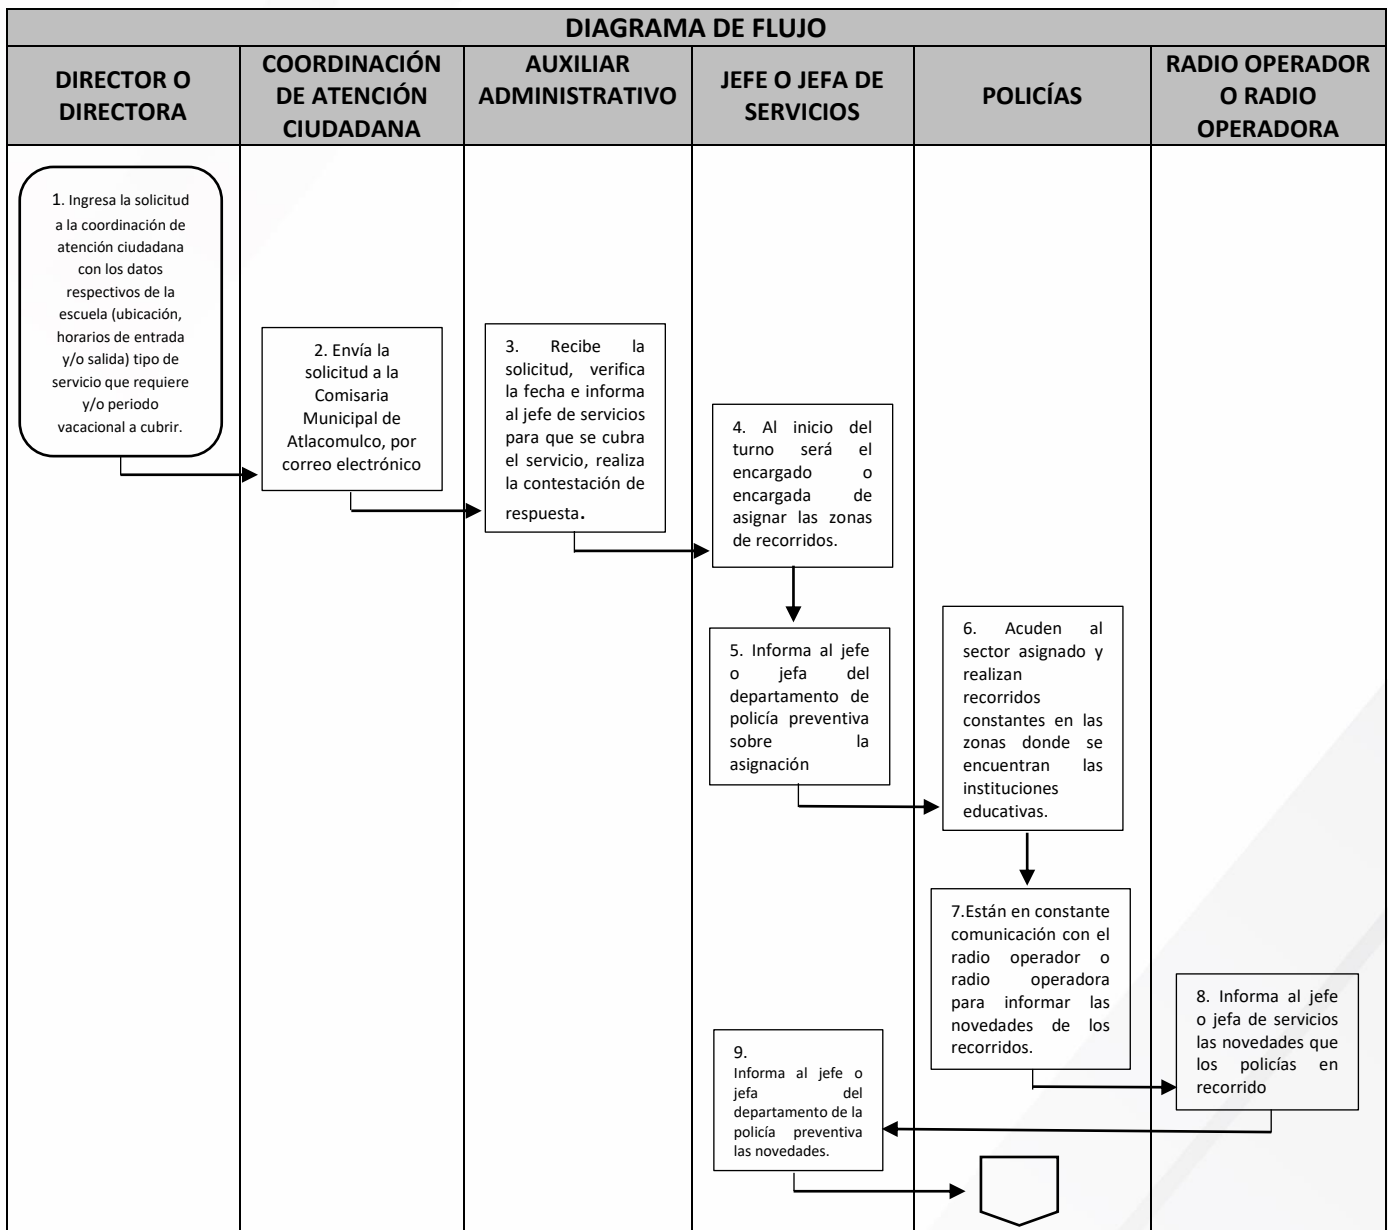 DIAGRAMA DE FLUJO
DIRECTOR O
DIRECTORA
COORDINACIÓN
DE ATENCIÓN
CIUDADANA
AUXILIAR
ADMINISTRATIVO
JEFE O JEFA DE
SERVICIOS
POLICÍAS
RADIO OPERADOR
O RADIO
OPERADORA
1. Ingresa la solicitud
a la coordinación de
atención ciudadana
con los datos
respectivos de la
escuela (ubicación,
horarios de entrada
y/o salida) tipo de
servicio que requiere
y/o periodo
vacacional a cubrir.
2. Envía la
solicitud a la
Comisaria
Municipal de
Atlacomulco, por
correo electrónico
3. Recibe la
solicitud, verifica
la fecha e informa
al jefe de servicios
para que se cubra
el servicio, realiza
la contestación de
respuesta.
4. Al inicio del
turno será el
encargado o
encargada de
asignar las zonas
de recorridos.
5. Informa al jefe
o jefa del
departamento de
policía preventiva
sobre la
asignación
6. Acuden al
sector asignado y
realizan
recorridos
constantes en las
zonas donde se
encuentran las
instituciones
educativas.
7.Están en constante
comunicación con el
radio operador o
radio operadora
para informar las
novedades de los
recorridos.
8. Informa al jefe
o jefa de servicios
las novedades que
los policías en
recorrido
9.
Informa al jefe o
jefa del
departamento de la
policía preventiva
las novedades.